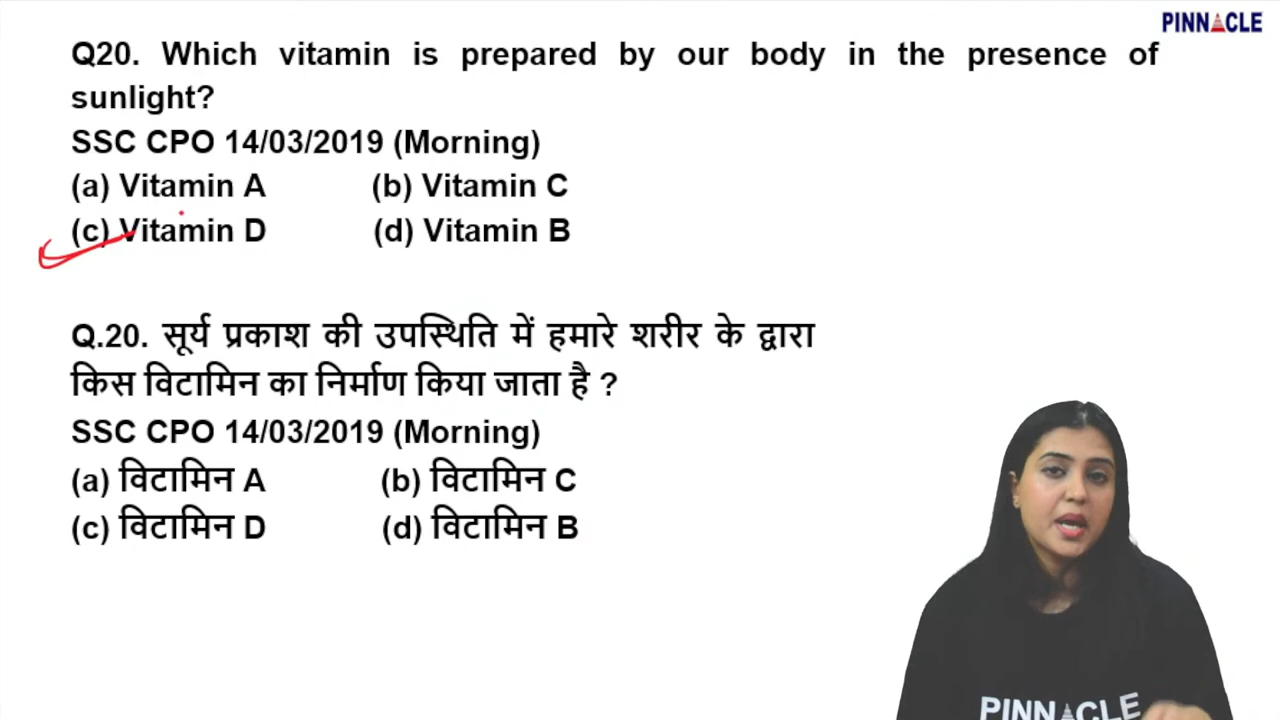 PINNACLE
Q20. Which vitamin is prepared by our body in the presence of
sunlight?
SSC CPO 14/03/2019 (Morning)
(a) Vitamin A (b) Vitamin C
(c) Vitamin D (d) Vitamin B
Q.20. सूर्य प्रकाश की उपस्थिति में हमारे शरीर के द्वारा
किस विटामिन का निर्माण किया जाता है ?
SSC CPO 14/03/2019 (Morning)
(a) विटामिन A (b) विटामिन C
(c) विटामिन D (d) विटामिन B
PINNACLE